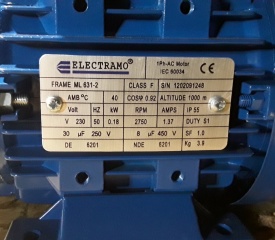 ELECTRAMO® 1Ph-AC Motor IEC 60034 CE
FRAME ML 631-2 CLASS F S/N 1202091248
AMB °C 40 COSφ 0.92 ALTITUDE 1000 m
Volt HZ kW RPM AMPS IP 55
V 230 50 0.18 2750 1.37 DUTY S1
30 µF 250 V 8 µF 450 V SF 1.0
DE 6201 NDE 6201 Kg 3.9